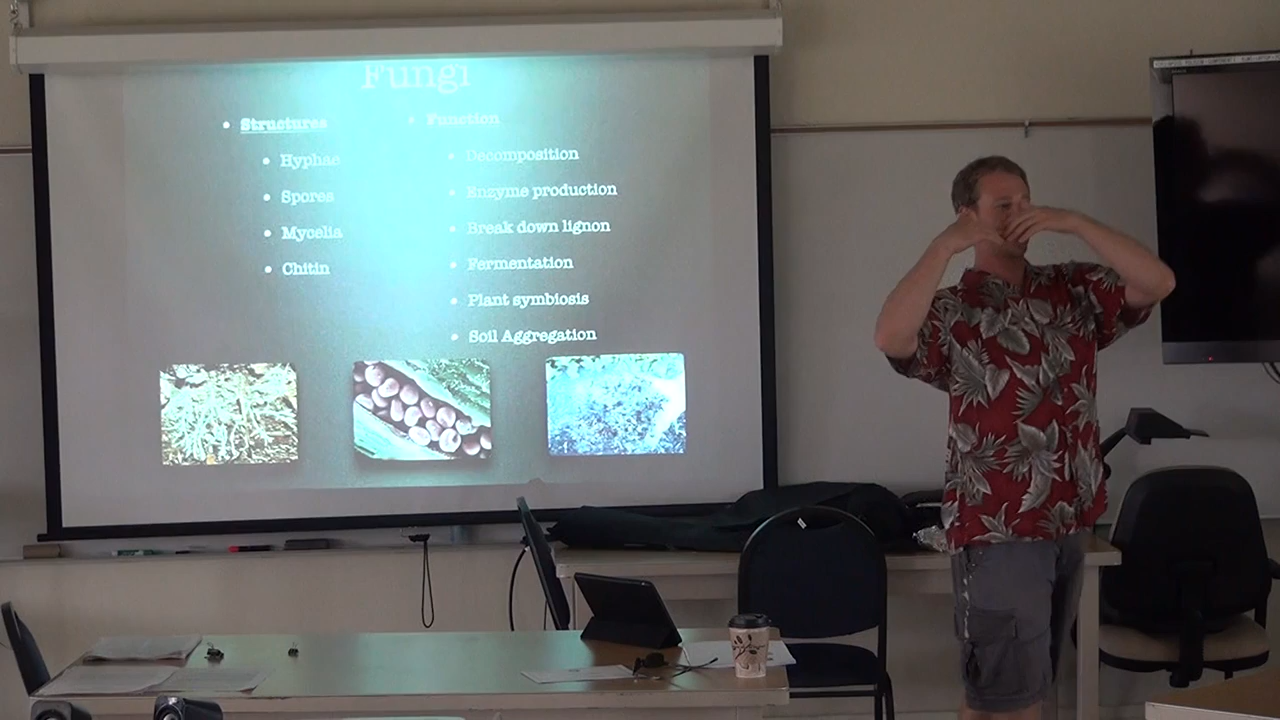 Fungi
Structures
Hyphae
Spores
Mycelia
Chitin
Function
Decomposition
Enzyme production
Break down lignon
Fermentation
Plant symbiosis
Soil Aggregation